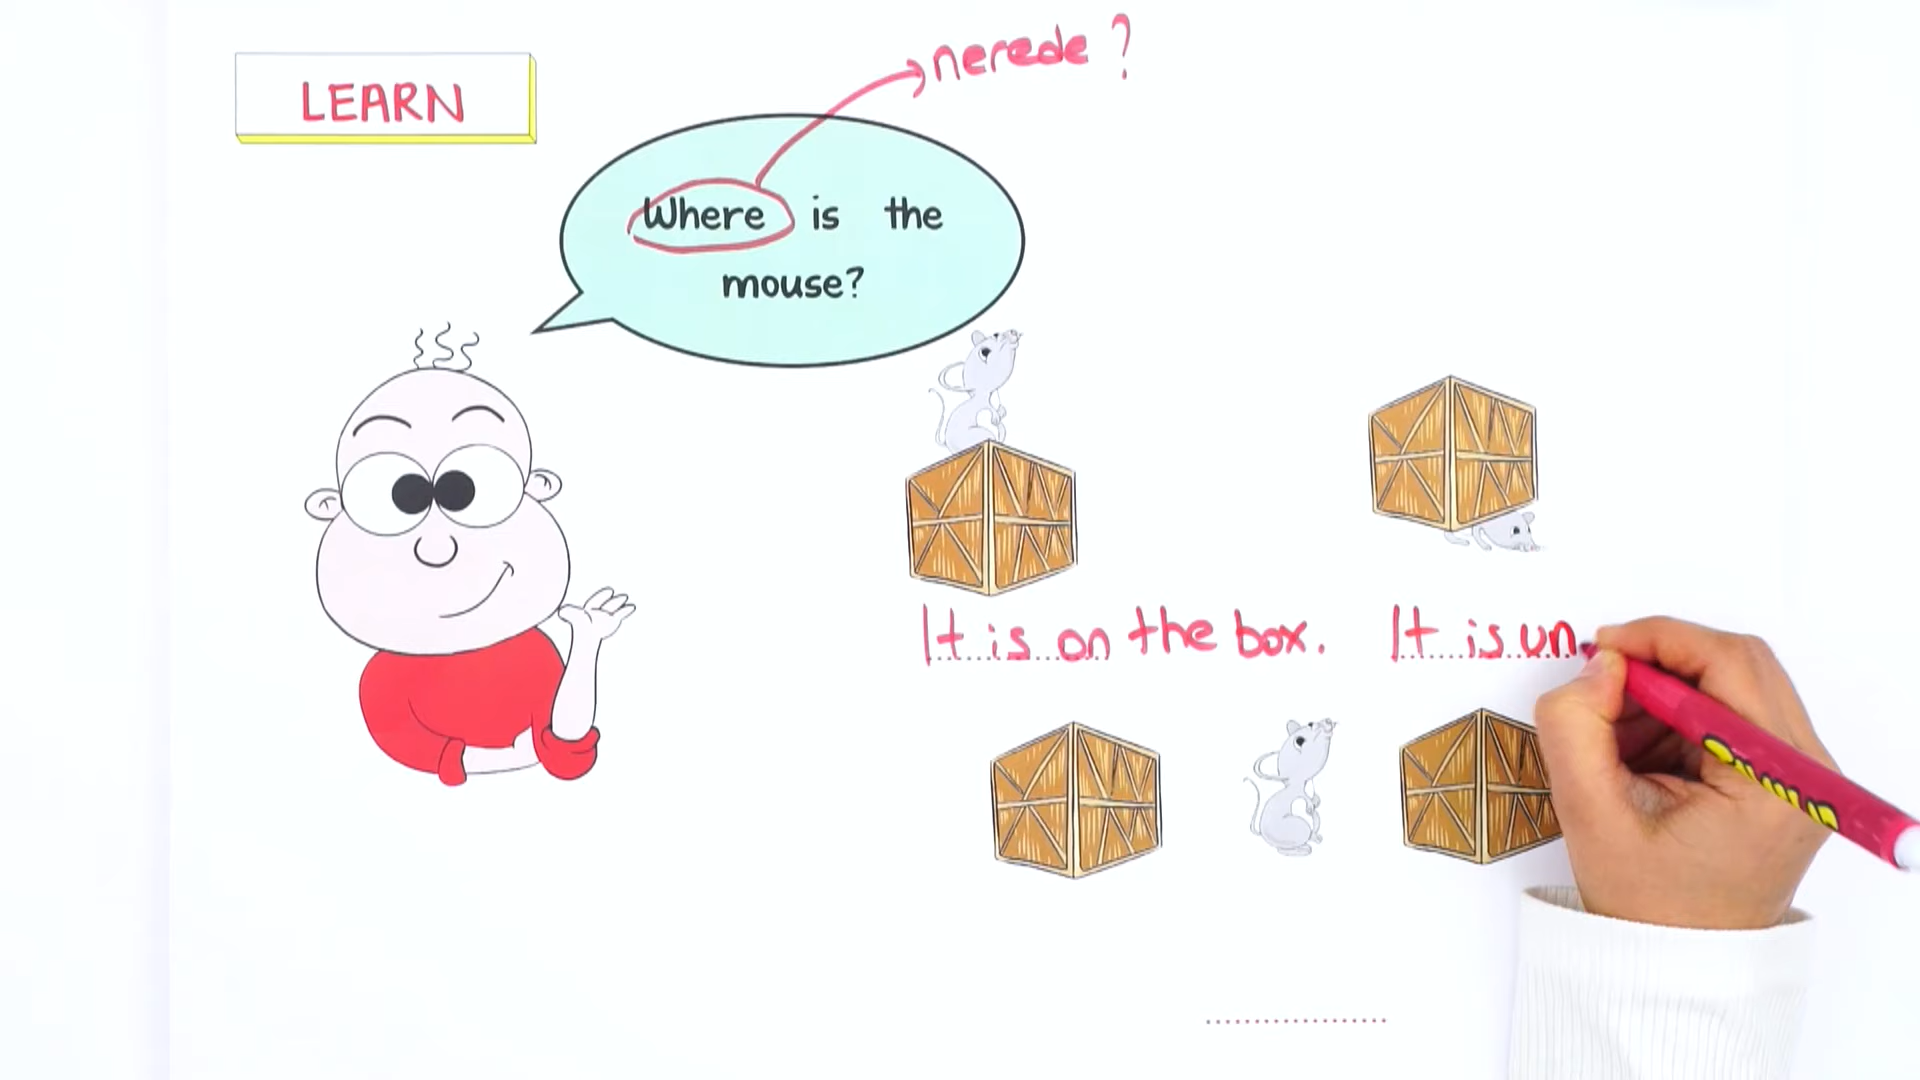 nerede ?
LEARN
Where is the
mouse?
It is on the box.
It is un